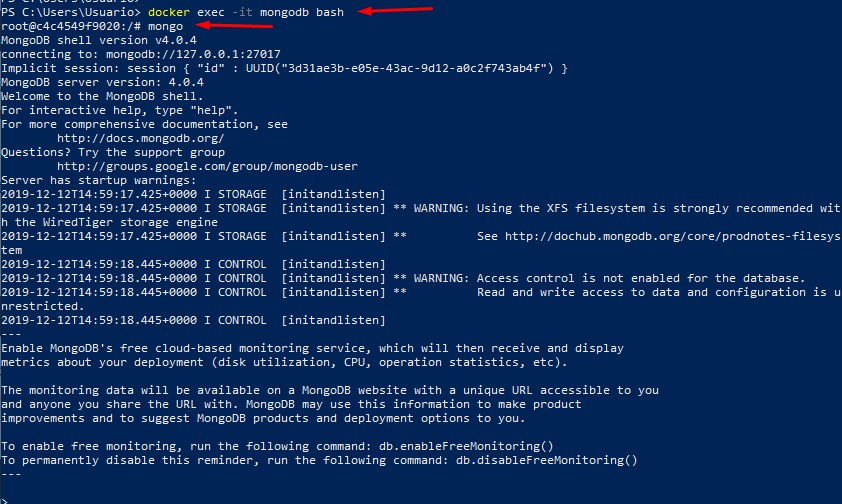 PS C:\Users\Usuario>
PS C:\Users\Usuario> docker exec -it mongodb bash
root@c4c4549f9020:/# mongo
MongoDB shell version v4.0.4
connecting to: mongodb://127.0.0.1:27017
Implicit session: session { "id" : UUID("3d31ae3b-e05e-43ac-9d12-a0c2f743ab4f") }
MongoDB server version: 4.0.4
Welcome to the MongoDB shell.
For interactive help, type "help".
For more comprehensive documentation, see
        http://docs.mongodb.org/
Questions? Try the support group
        http://groups.google.com/group/mongodb-user
Server has startup warnings:
2019-12-12T14:59:17.425+0000 I STORAGE  [initandlisten]
2019-12-12T14:59:17.425+0000 I STORAGE  [initandlisten] ** WARNING: Using the XFS filesystem is strongly recommended wit
h the WiredTiger storage engine
2019-12-12T14:59:17.425+0000 I STORAGE  [initandlisten] **          See http://dochub.mongodb.org/core/prodnotes-filesys
tem
2019-12-12T14:59:18.445+0000 I CONTROL  [initandlisten]
2019-12-12T14:59:18.445+0000 I CONTROL  [initandlisten] ** WARNING: Access control is not enabled for the database.
2019-12-12T14:59:18.445+0000 I CONTROL  [initandlisten] **          Read and write access to data and configuration is u
nrestricted.
2019-12-12T14:59:18.445+0000 I CONTROL  [initandlisten]
---
Enable MongoDB's free cloud-based monitoring service, which will then receive and display
metrics about your deployment (disk utilization, CPU, operation statistics, etc).

The monitoring data will be available on a MongoDB website with a unique URL accessible to you
and anyone you share the URL with. MongoDB may use this information to make product
improvements and to suggest MongoDB products and deployment options to you.

To enable free monitoring, run the following command: db.enableFreeMonitoring()
To permanently disable this reminder, run the following command: db.disableFreeMonitoring()
---

>